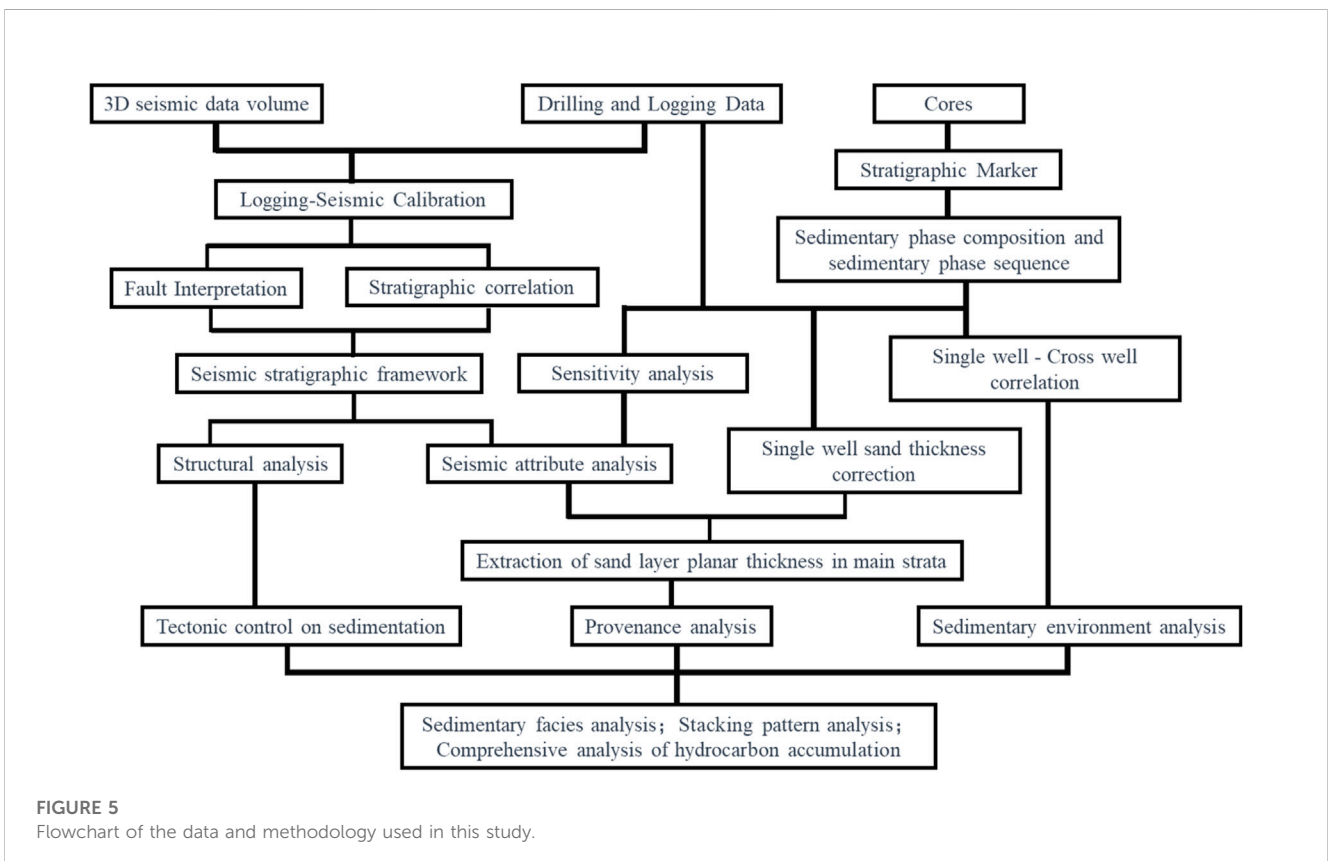 3D seismic data volume
Drilling and Logging Data
Cores
Stratigraphic Marker
Logging-Seismic Calibration
Sedimentary phase composition and
sedimentary phase sequence
Fault Interpretation
Stratigraphic correlation
Single well - Cross well
correlation
Seismic stratigraphic framework
Sensitivity analysis
Structural analysis
Seismic attribute analysis
Single well sand thickness
correction
Extraction of sand layer planar thickness in main strata
Tectonic control on sedimentation
Provenance analysis
Sedimentary environment analysis
Sedimentary facies analysis; Stacking pattern analysis;
Comprehensive analysis of hydrocarbon accumulation
FIGURE 5
Flowchart of the data and methodology used in this study.